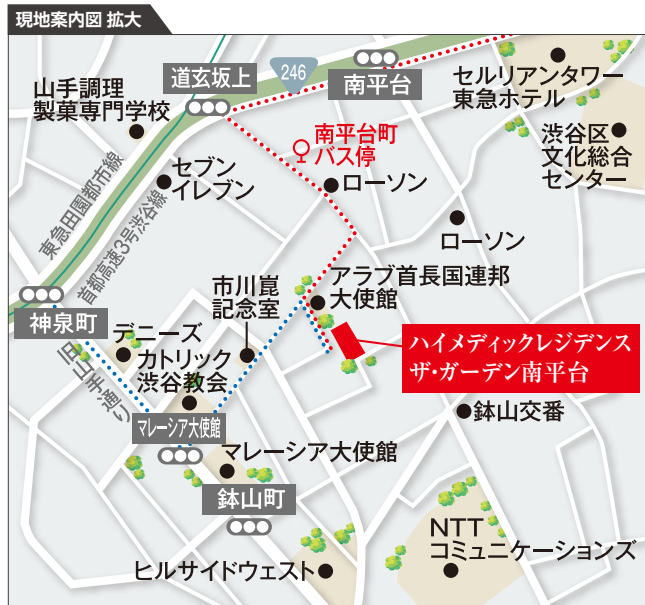 現地案内図 拡大
道玄坂上
246
南平台
セルリアンタワー
東急ホテル
山手調理
製菓専門学校
南平台町
バス停
渋谷区
文化総合
センター
セブン
イレブン
ローソン
ローソン
東急田園都市線
首都高速3号渋谷線
市川崑
記念室
アラブ首長国連邦
大使館
神泉町
デニーズ
カトリック
渋谷教会
ハイメディックレジデンス
ザ・ガーデン南平台
旧山手通り
マレーシア大使館
鉢山交番
マレーシア大使館
鉢山町
NTT
コミュニケーションズ
ヒルサイドウェスト